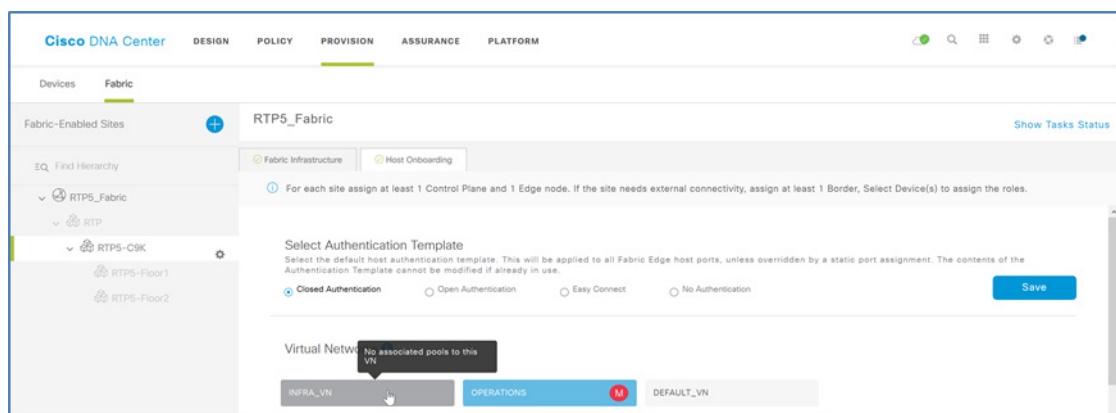 Cisco DNA Center DESIGN POLICY PROVISION ASSURANCE PLATFORM
Devices Fabric
Fabric-Enabled Sites
RTP5_Fabric
Show Tasks Status
Find Hierarchy
Fabric Infrastructure Host Onboarding
For each site assign at least 1 Control Plane and 1 Edge node. If the site needs external connectivity, assign at least 1 Border, Select Device(s) to assign the roles.
RTP5_Fabric
RTP
RTP5-C9K
RTP5-Floor1
RTP5-Floor2
Select Authentication Template
Select the default host authentication template. This will be applied to all Fabric Edge host ports, unless overridden by a static port assignment. The contents of the
Authentication Template cannot be modified if already in use.
Closed Authentication Open Authentication Easy Connect No Authentication Save
Virtual Netwo
No associated pools to this
VN
INFRA_VN OPERATIONS M DEFAULT_VN